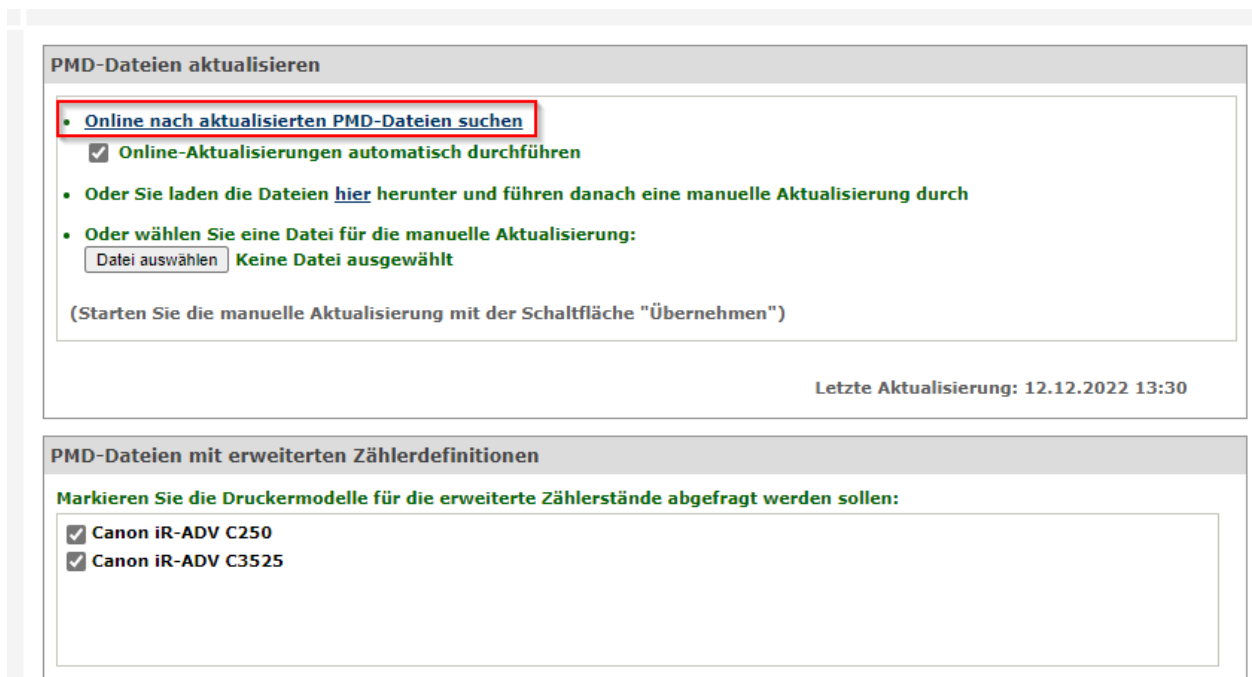 PMD-Dateien aktualisieren
• Online nach aktualisierten PMD-Dateien suchen
Online-Aktualisierungen automatisch durchführen
• Oder Sie laden die Dateien hier herunter und führen danach eine manuelle Aktualisierung durch
• Oder wählen Sie eine Datei für die manuelle Aktualisierung:
Datei auswählen Keine Datei ausgewählt
(Starten Sie die manuelle Aktualisierung mit der Schaltfläche "Übernehmen")
Letzte Aktualisierung: 12.12.2022 13:30
PMD-Dateien mit erweiterten Zählerdefinitionen
Markieren Sie die Druckermodelle für die erweiterte Zählerstände abgefragt werden sollen:
Canon iR-ADV C250
Canon iR-ADV C3525